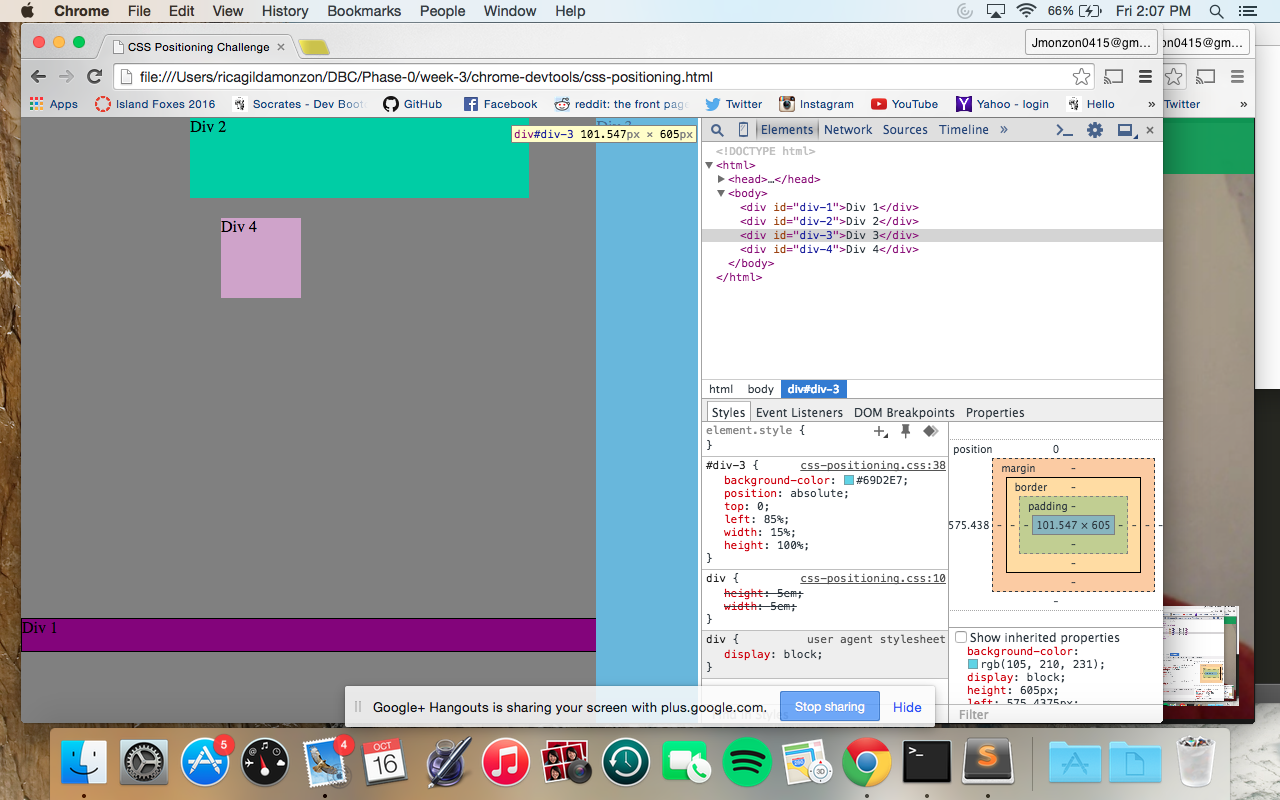 Chrome File Edit View History Bookmarks People Window Help 66% Fri 2:07 PM
CSS Positioning Challenge Jmonzon0415@gm... on0415@gm...
file:///Users/ricagildamonzon/DBC/Phase-0/week-3/chrome-devtools/css-positioning.html
Apps Island Foxes 2016 Socrates - Dev Boot GitHub Facebook reddit: the front page Twitter Instagram YouTube Yahoo - login Hello » Twitter »
Div 2
div#div-3 101.547px × 605px
Div 4
Div 1
Elements Network Sources Timeline »
<!DOCTYPE html>
<html>
<head>…</head>
<body>
<div id="div-1">Div 1</div>
<div id="div-2">Div 2</div>
<div id="div-3">Div 3</div>
<div id="div-4">Div 4</div>
</body>
</html>
html body div#div-3
Styles Event Listeners DOM Breakpoints Properties
element.style {
}
#div-3 { css-positioning.css:38
background-color: #69D2E7;
position: absolute;
top: 0;
left: 85%;
width: 15%;
height: 100%;
}
div { css-positioning.css:10
height: 5em;
width: 5em;
}
div { user agent stylesheet
display: block;
}
position 0
margin -
border -
padding -
575.438 - - - 101.547 × 605 - - - -
-
-
-
-
Show inherited properties
background-color:
rgb(105, 210, 231);
display: block;
height: 605px;
left: 575.4375px;
Filter
Google+ Hangouts is sharing your screen with plus.google.com. Stop sharing Hide
5
4
OCT
16
3D
>_
S